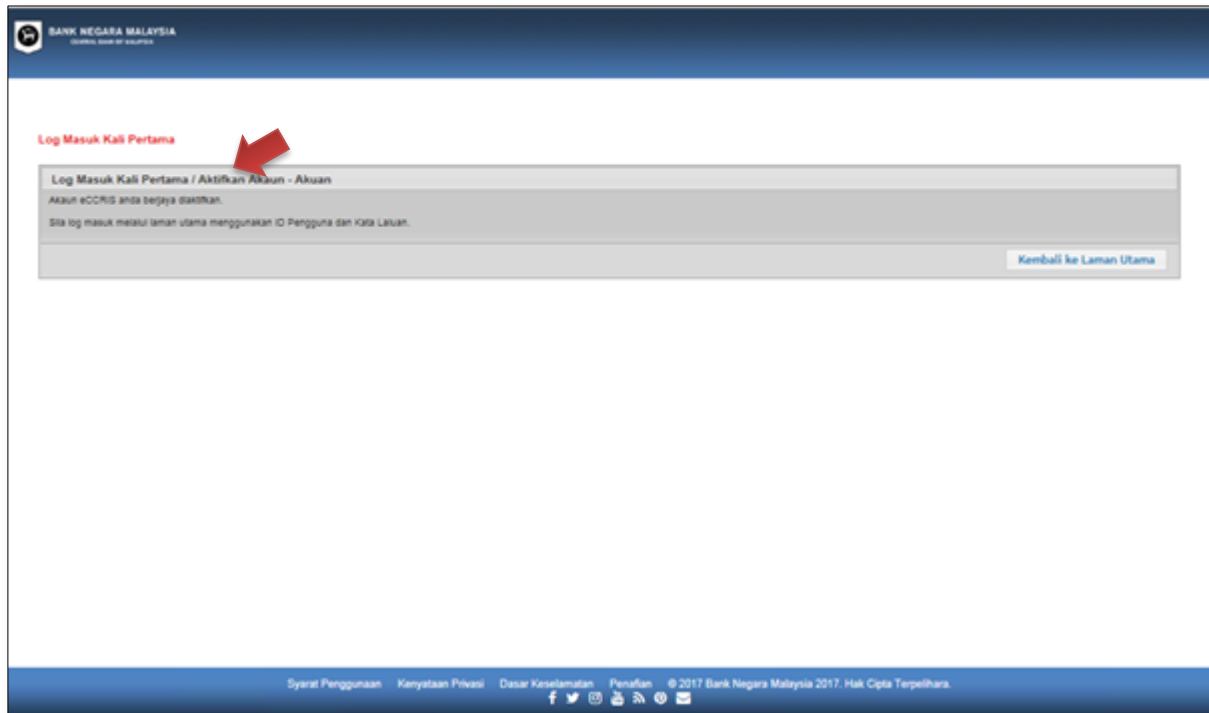 BANK NEGARA MALAYSIA
CENTRAL BANK OF MALAYSIA
Log Masuk Kali Pertama
Log Masuk Kali Pertama / Aktifkan Akaun - Akuan
Akaun eCCRIS anda berjaya diaktifkan.
Sila log masuk melalui laman utama menggunakan ID Pengguna dan Kata Laluan.
Kembali ke Laman Utama
Syarat Penggunaan Kenyataan Privasi Dasar Keselamatan Penafian © 2017 Bank Negara Malaysia 2017. Hak Cipta Terpelihara.